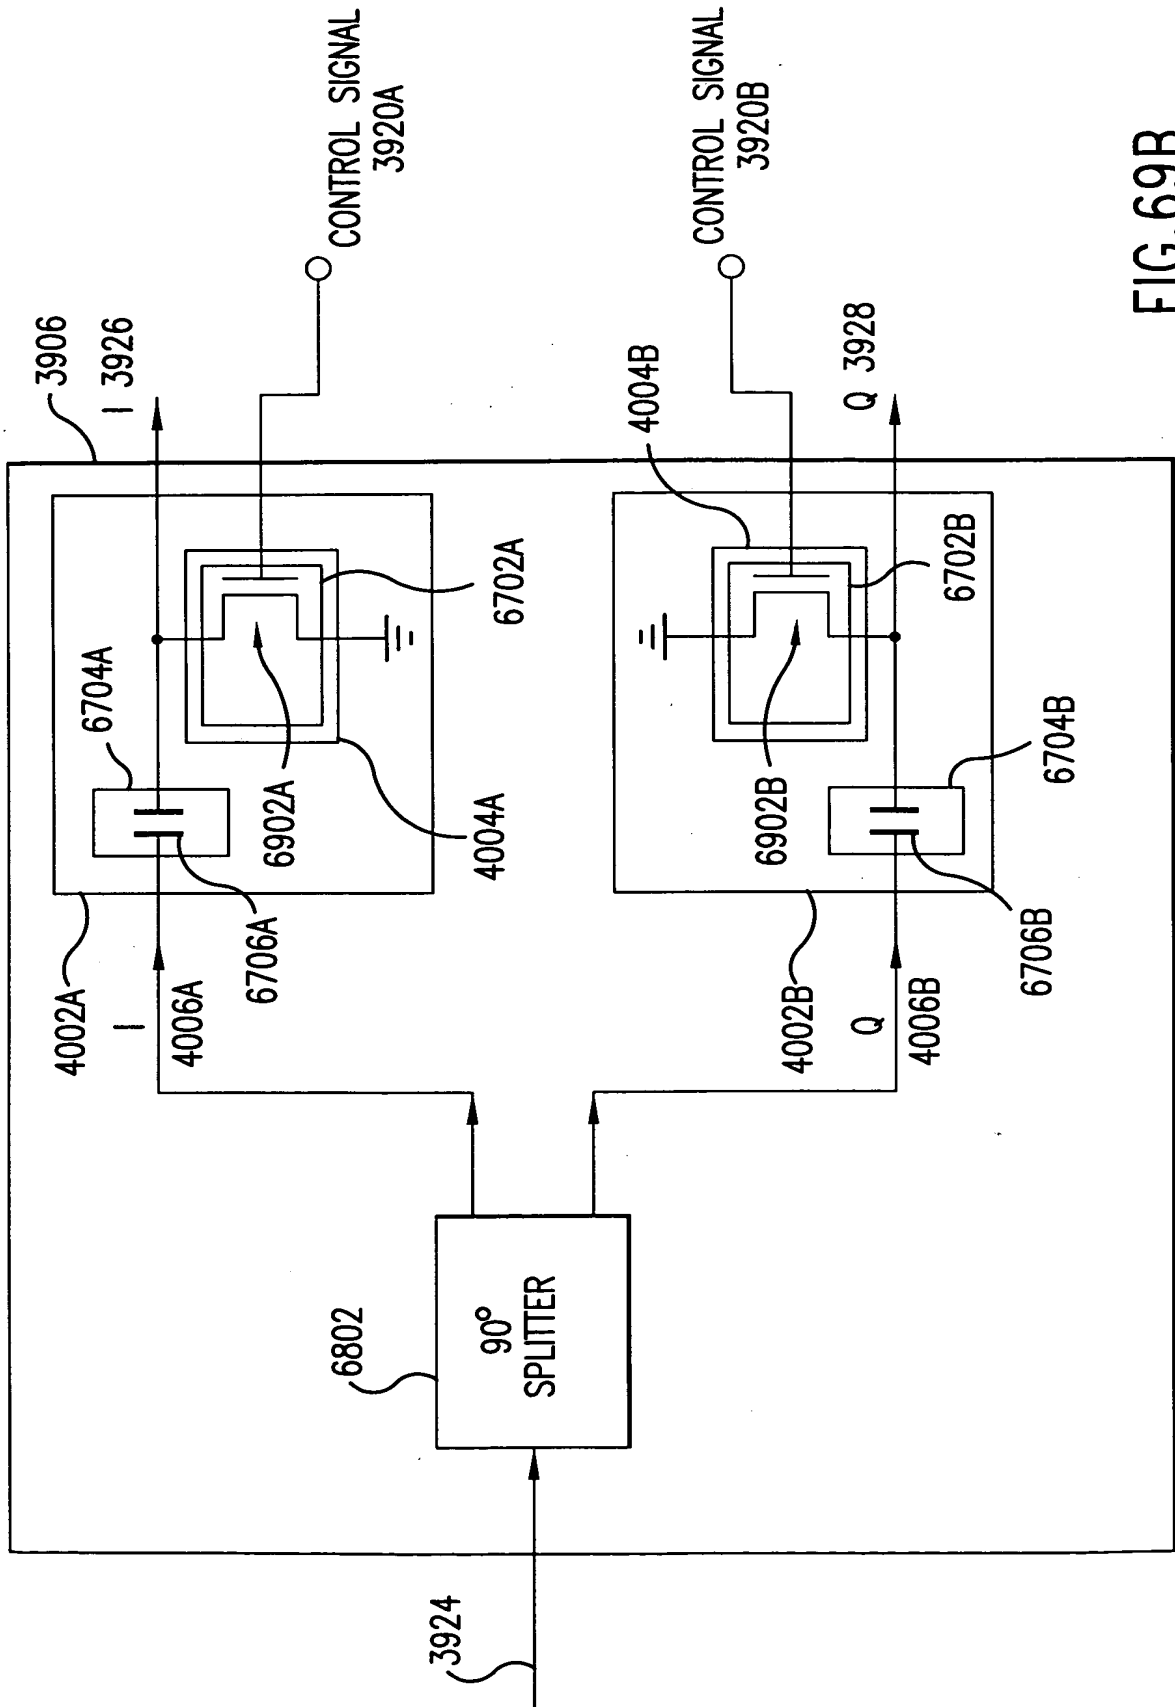 3906
I 3926
CONTROL SIGNAL
3920A
6704A
6702A
6902A
4004A
4002A
6706A
I
4006A
3924
6802
90°
SPLITTER
CONTROL SIGNAL
3920B
4004B
Q 3928
6702B
6902B
6704B
4002B
Q
4006B
6706B
FIG.69B